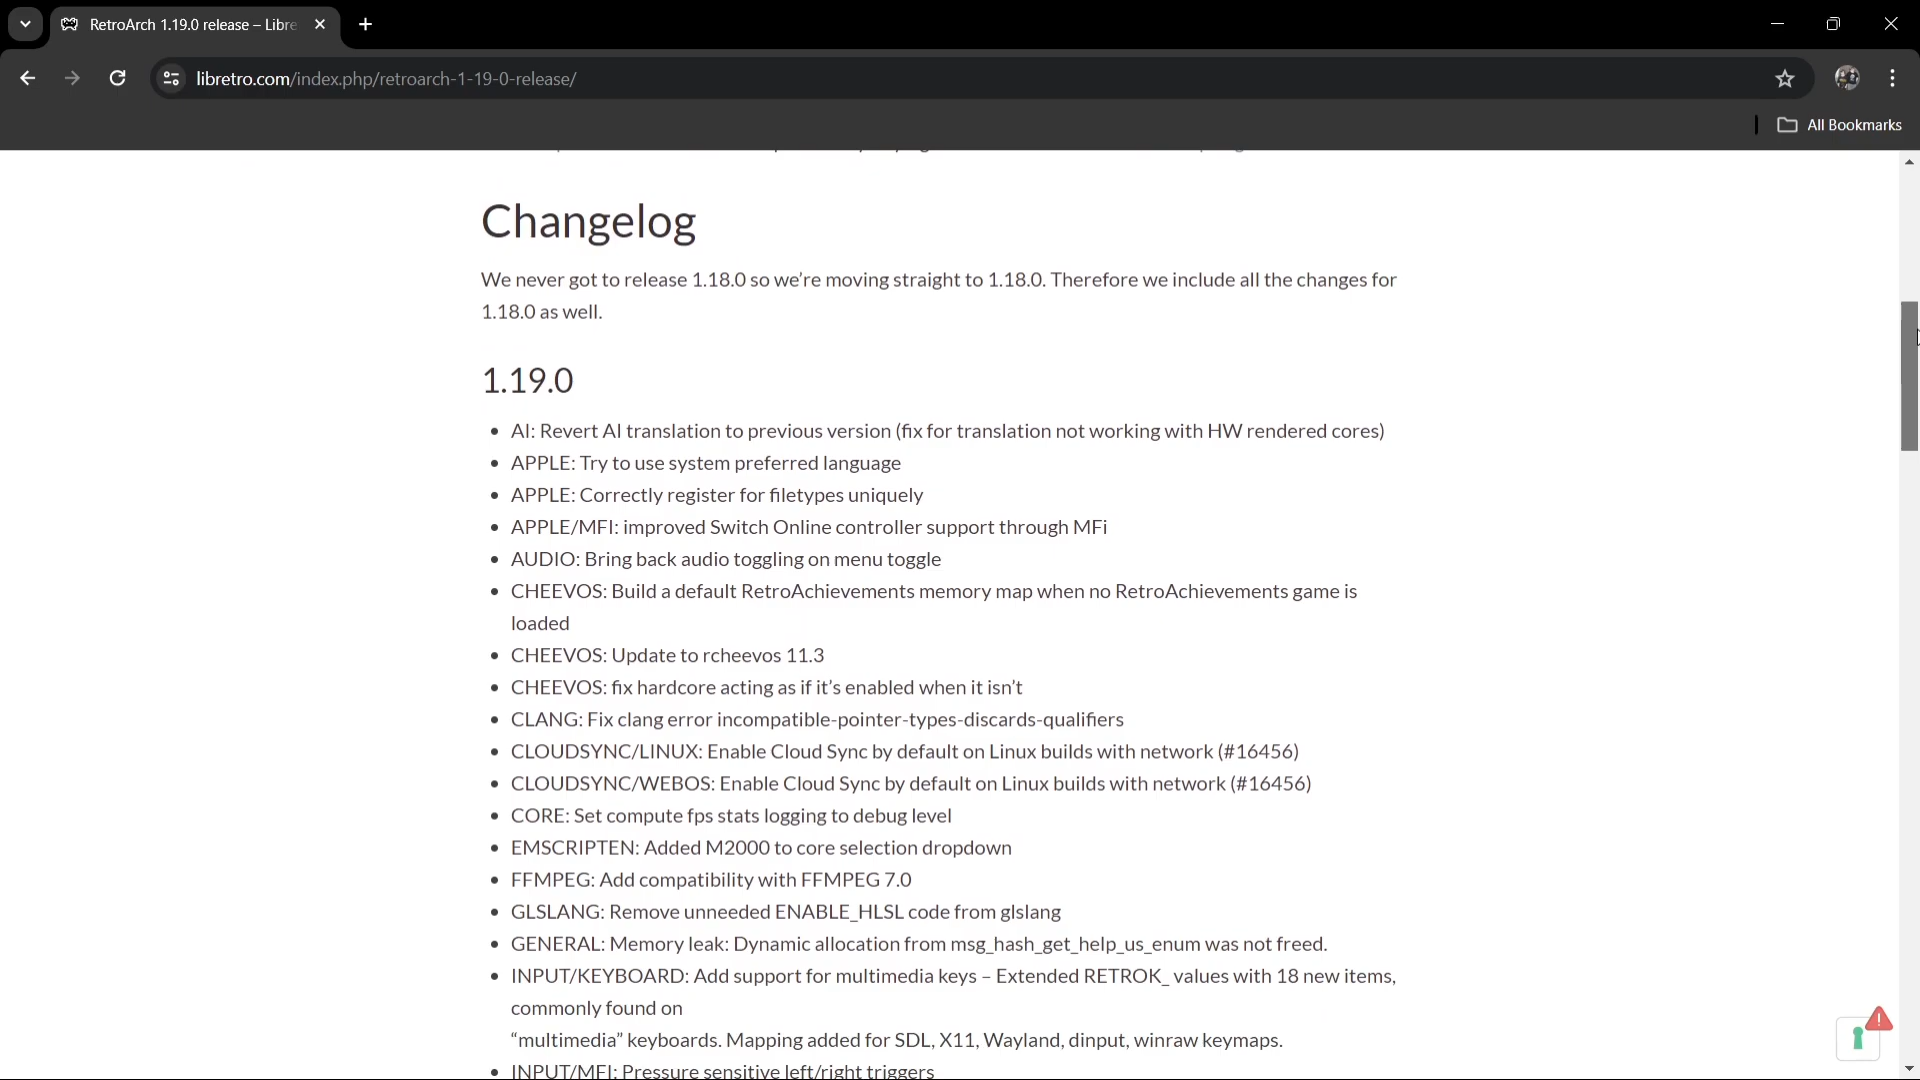 RetroArch 1.19.0 release – Libre
libretro.com/index.php/retroarch-1-19-0-release/
All Bookmarks
Changelog
We never got to release 1.18.0 so we’re moving straight to 1.18.0. Therefore we include all the changes for
1.18.0 as well.
1.19.0
• AI: Revert AI translation to previous version (fix for translation not working with HW rendered cores)
• APPLE: Try to use system preferred language
• APPLE: Correctly register for filetypes uniquely
• APPLE/MFI: improved Switch Online controller support through MFi
• AUDIO: Bring back audio toggling on menu toggle
• CHEEVOS: Build a default RetroAchievements memory map when no RetroAchievements game is
loaded
• CHEEVOS: Update to rcheevos 11.3
• CHEEVOS: fix hardcore acting as if it’s enabled when it isn’t
• CLANG: Fix clang error incompatible-pointer-types-discards-qualifiers
• CLOUDSYNC/LINUX: Enable Cloud Sync by default on Linux builds with network (#16456)
• CLOUDSYNC/WEBOS: Enable Cloud Sync by default on Linux builds with network (#16456)
• CORE: Set compute fps stats logging to debug level
• EMSCRIPTEN: Added M2000 to core selection dropdown
• FFMPEG: Add compatibility with FFMPEG 7.0
• GLSLANG: Remove unneeded ENABLE_HLSL code from glslang
• GENERAL: Memory leak: Dynamic allocation from msg_hash_get_help_us_enum was not freed.
• INPUT/KEYBOARD: Add support for multimedia keys – Extended RETROK_ values with 18 new items,
commonly found on
“multimedia” keyboards. Mapping added for SDL, X11, Wayland, dinput, winraw keymaps.
• INPUT/MFI: Pressure sensitive left/right triggers